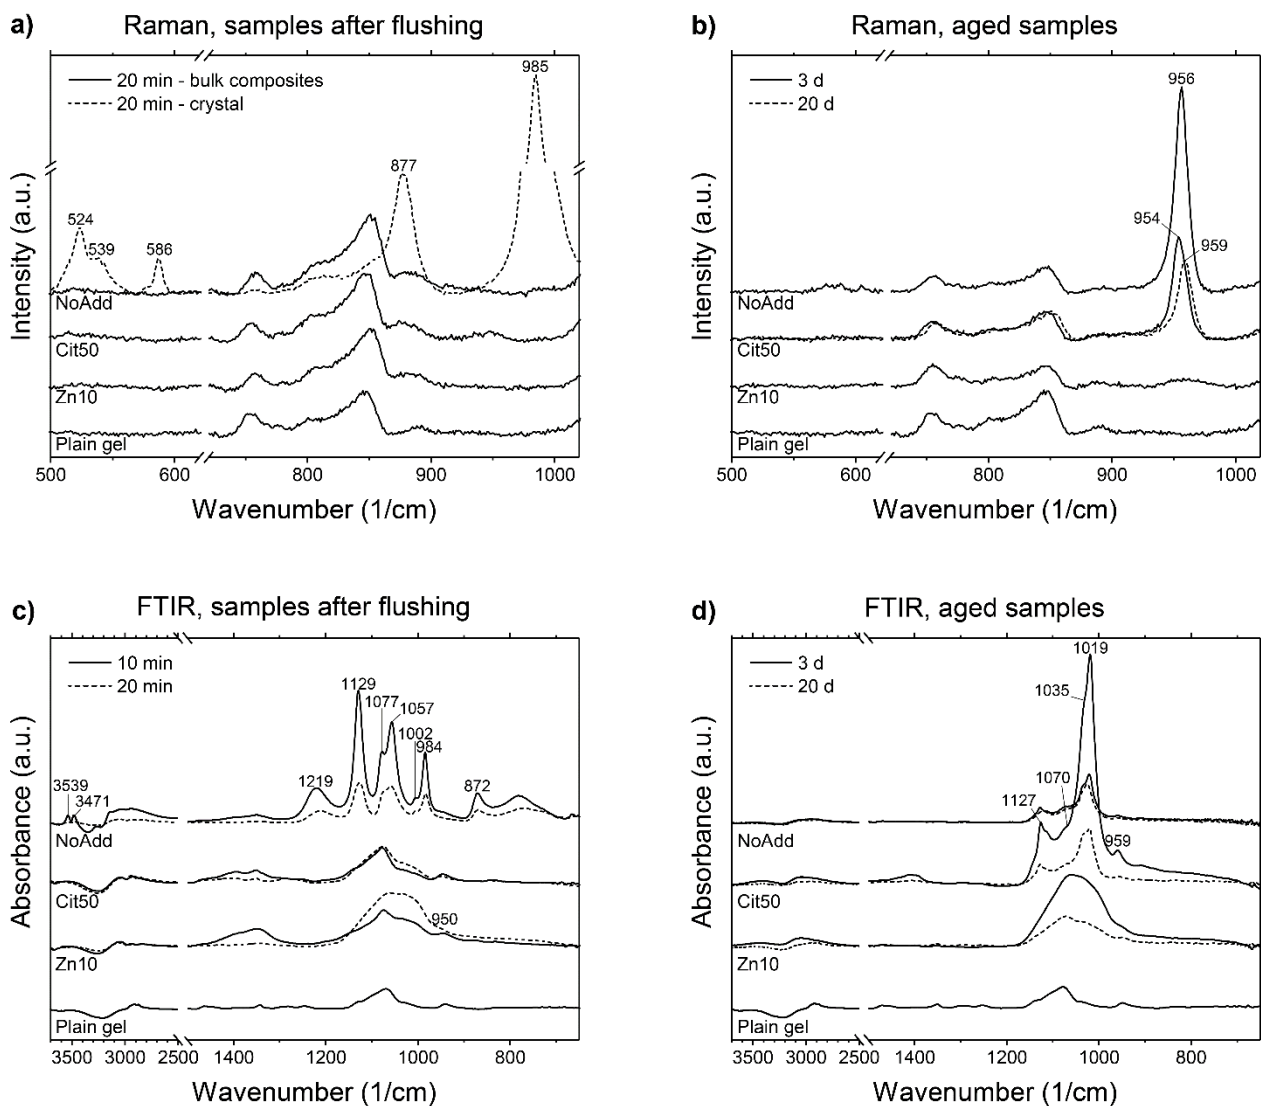 a) Raman, samples after flushing
20 min - bulk composites
20 min - crystal
985
877
524
539
586
NoAdd
Cit50
Zn10
Plain gel
Intensity (a.u.)
500 600 800 900 1000
Wavenumber (1/cm)
b) Raman, aged samples
3 d
20 d
956
954
959
NoAdd
Cit50
Zn10
Plain gel
Intensity (a.u.)
500 600 800 900 1000
Wavenumber (1/cm)
c) FTIR, samples after flushing
10 min
20 min
1129
1077
1057
1002
984
1219
872
3539
3471
NoAdd
Cit50
950
Zn10
Plain gel
Absorbance (a.u.)
3500 3000 2500 1400 1200 1000 800
Wavenumber (1/cm)
d) FTIR, aged samples
3 d
20 d
1019
1035
1070
1127
959
NoAdd
Cit50
Zn10
Plain gel
Absorbance (a.u.)
3500 3000 2500 1400 1200 1000 800
Wavenumber (1/cm)